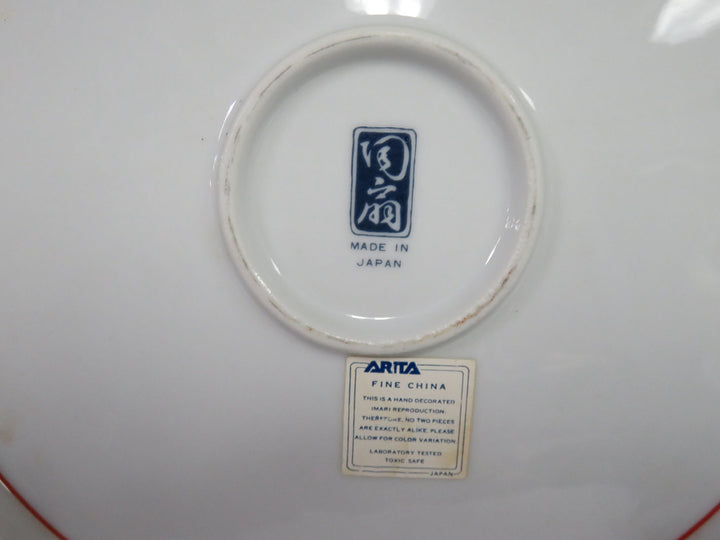 MADE IN
JAPAN
ARITA
FINE CHINA
THIS IS A HAND DECORATED
IMARI REPRODUCTION.
THEREFORE, NO TWO PIECES
ARE EXACTLY ALIKE. PLEASE
ALLOW FOR COLOR VARIATION.
LABORATORY TESTED
TOXIC SAFE
JAPAN